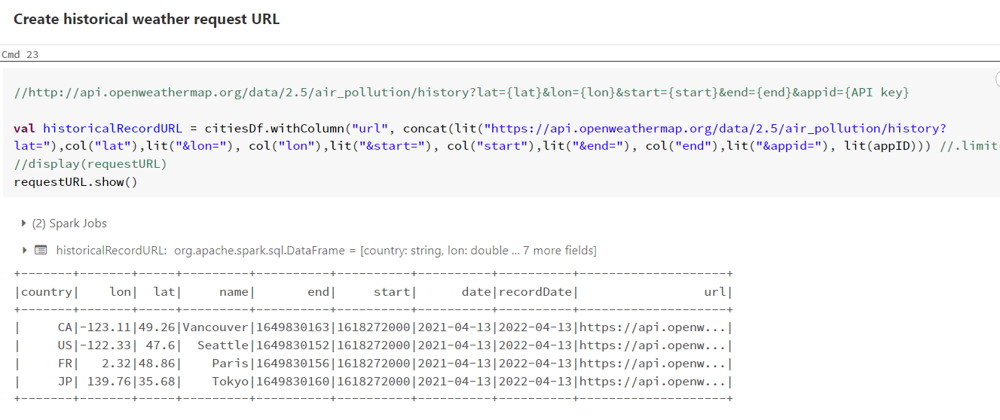 Create historical weather request URL
Cmd 23
//http://api.openweathermap.org/data/2.5/air_pollution/history?lat={lat}&lon={lon}&start={start}&end={end}&appid={API key}
val historicalRecordURL = citiesDf.withColumn("url", concat(lit("https://api.openweathermap.org/data/2.5/air_pollution/history?
lat="),col("lat"),lit("&lon="), col("lon"),lit("&start="), col("start"),lit("&end="), col("end"),lit("&appid="), lit(appID))) //.limit(
//display(requestURL)
requestURL.show()
(2) Spark Jobs
historicalRecordURL: org.apache.spark.sql.DataFrame = [country: string, lon: double ... 7 more fields]
+-------+-------+-----+---------+----------+----------+----------+----------+--------------------+
|country|    lon|  lat|     name|       end|     start|      date|recordDate|                 url|
+-------+-------+-----+---------+----------+----------+----------+----------+--------------------+
|     CA|-123.11|49.26|Vancouver|1649830163|1618272000|2021-04-13|2022-04-13|https://api.openw...|
|     US|-122.33| 47.6|  Seattle|1649830152|1618272000|2021-04-13|2022-04-13|https://api.openw...|
|     FR|   2.32|48.86|    Paris|1649830156|1618272000|2021-04-13|2022-04-13|https://api.openw...|
|     JP| 139.76|35.68|    Tokyo|1649830160|1618272000|2021-04-13|2022-04-13|https://api.openw...|
+-------+-------+-----+---------+----------+----------+----------+----------+--------------------+